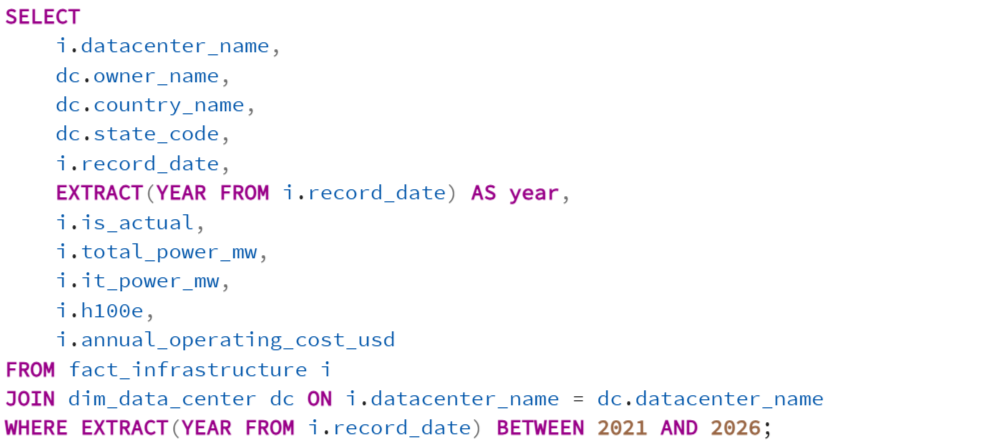 SELECT
    i.datacenter_name,
    dc.owner_name,
    dc.country_name,
    dc.state_code,
    i.record_date,
    EXTRACT(YEAR FROM i.record_date) AS year,
    i.is_actual,
    i.total_power_mw,
    i.it_power_mw,
    i.h100e,
    i.annual_operating_cost_usd
FROM fact_infrastructure i
JOIN dim_data_center dc ON i.datacenter_name = dc.datacenter_name
WHERE EXTRACT(YEAR FROM i.record_date) BETWEEN 2021 AND 2026;